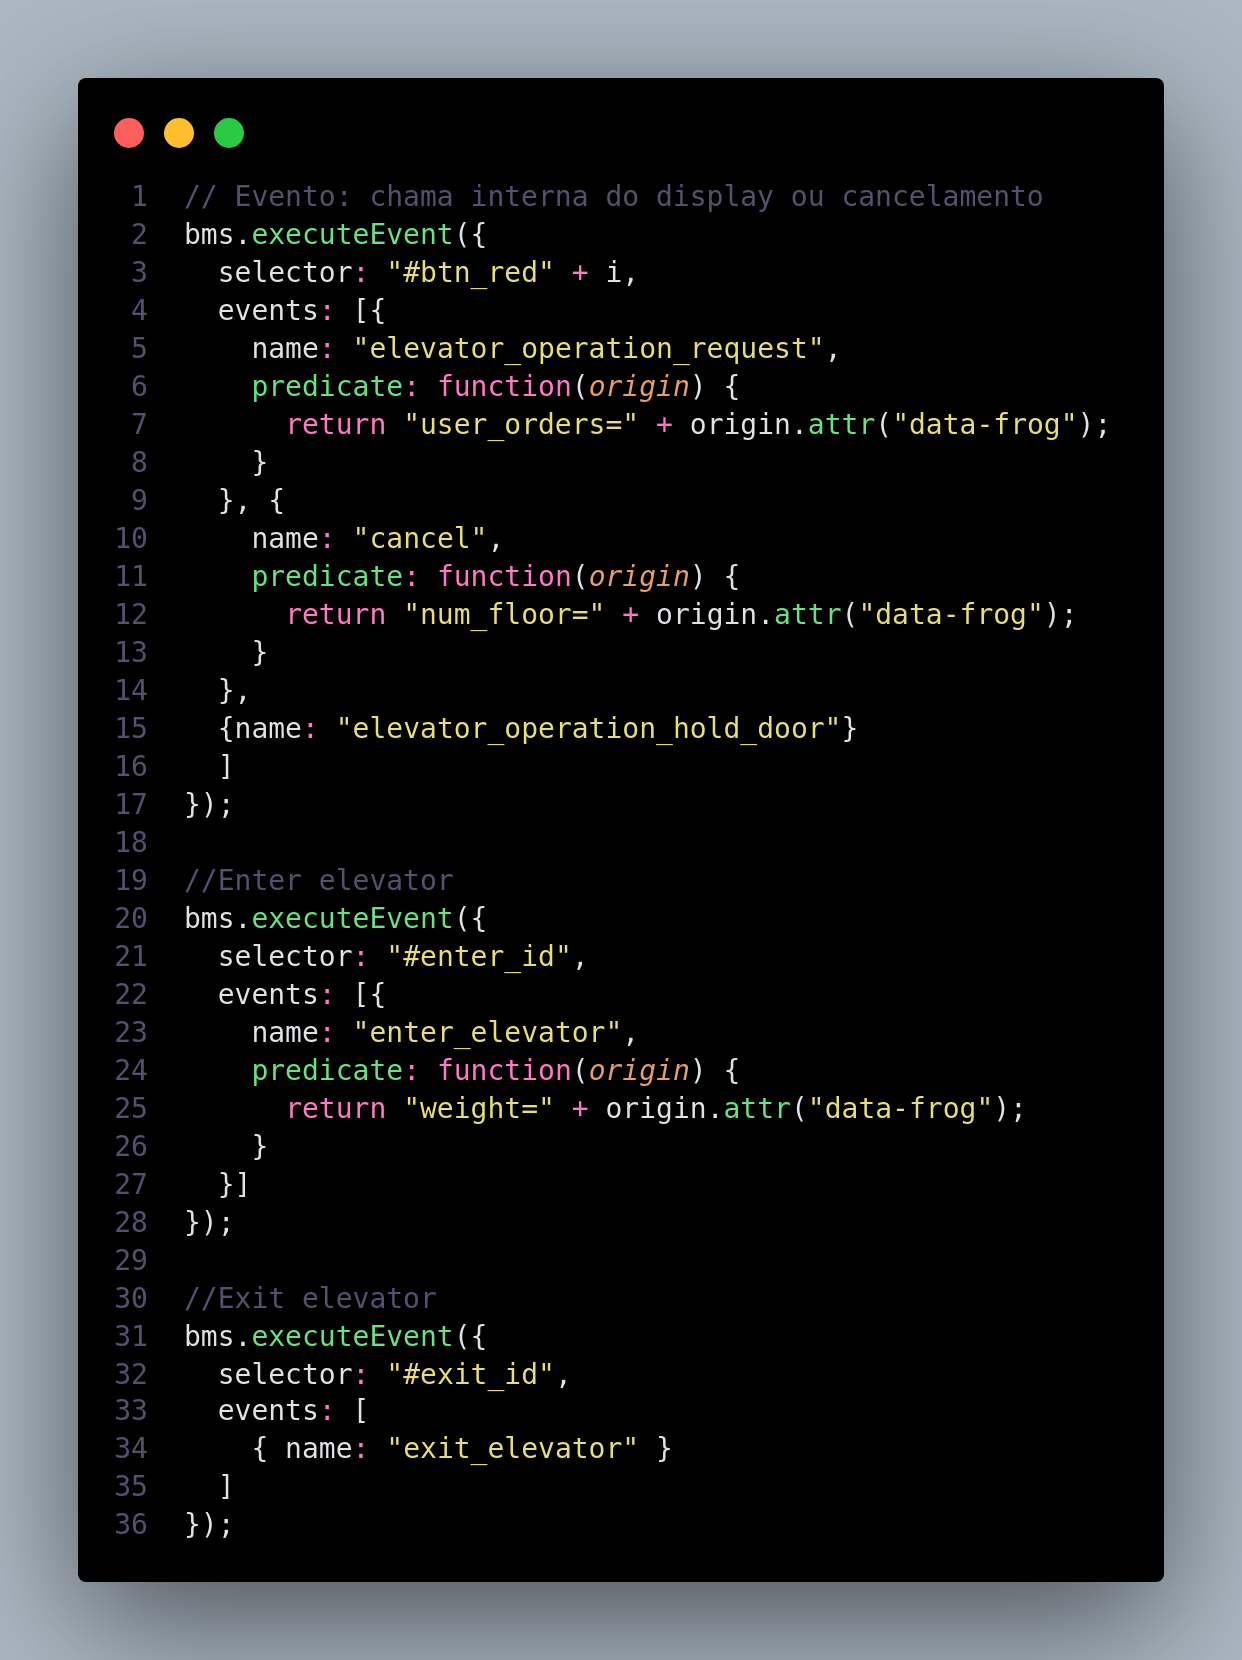 1 // Evento: chama interna do display ou cancelamento
2 bms.executeEvent({
3   selector: "#btn_red" + i,
4   events: [{
5     name: "elevator_operation_request",
6     predicate: function(origin) {
7       return "user_orders=" + origin.attr("data-frog");
8     }
9   }, {
10     name: "cancel",
11     predicate: function(origin) {
12       return "num_floor=" + origin.attr("data-frog");
13     }
14   },
15   {name: "elevator_operation_hold_door"}
16   ]
17 });
18
19 //Enter elevator
20 bms.executeEvent({
21   selector: "#enter_id",
22   events: [{
23     name: "enter_elevator",
24     predicate: function(origin) {
25       return "weight=" + origin.attr("data-frog");
26     }
27   }]
28 });
29
30 //Exit elevator
31 bms.executeEvent({
32   selector: "#exit_id",
33   events: [
34     { name: "exit_elevator" }
35   ]
36 });